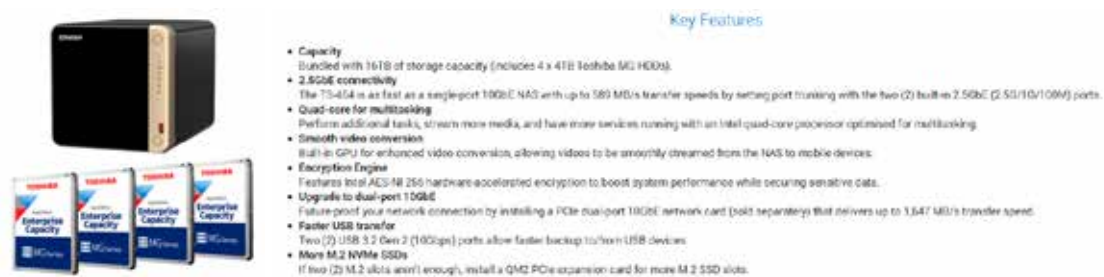 Key Features
• Capacity
Bundled with 16TB of storage capacity (includes 4 x 4TB Toshiba MG HDDs).
• 2.5GbE connectivity
The TS-464 is as fast as a single-port 10GbE NAS with up to 589 MB/s transfer speeds by setting port trunking with the two (2) built-in 2.5GbE (2.5G/1G/100M) ports.
• Quad-core for multitasking
Perform additional tasks, stream more media, and have more services running with an Intel quad-core processor optimised for multitasking.
• Smooth video conversion
Built-in GPU for enhanced video conversion, allowing videos to be smoothly streamed from the NAS to mobile devices.
• Encryption Engine
Features Intel AES-NI 256 hardware-accelerated encryption to boost system performance while securing sensitive data.
• Upgrade to dual-port 10GbE
Future-proof your network connection by installing a PCIe dual-port 10GbE network card (sold separately) that delivers up to 1,647 MB/s transfer speed.
• Faster USB transfer
Two (2) USB 3.2 Gen 2 (10Gbps) ports allow faster backup to/from USB devices
• More M.2 NVMe SSDs
If two (2) M.2 slots aren't enough, install a QM2 PCIe expansion card for more M.2 SSD slots.
TOSHIBA
TOSHIBA
TOSHIBA
TOSHIBA
Enterprise
Capacity
Enterprise
Capacity
Enterprise
Capacity
Enterprise
Capacity